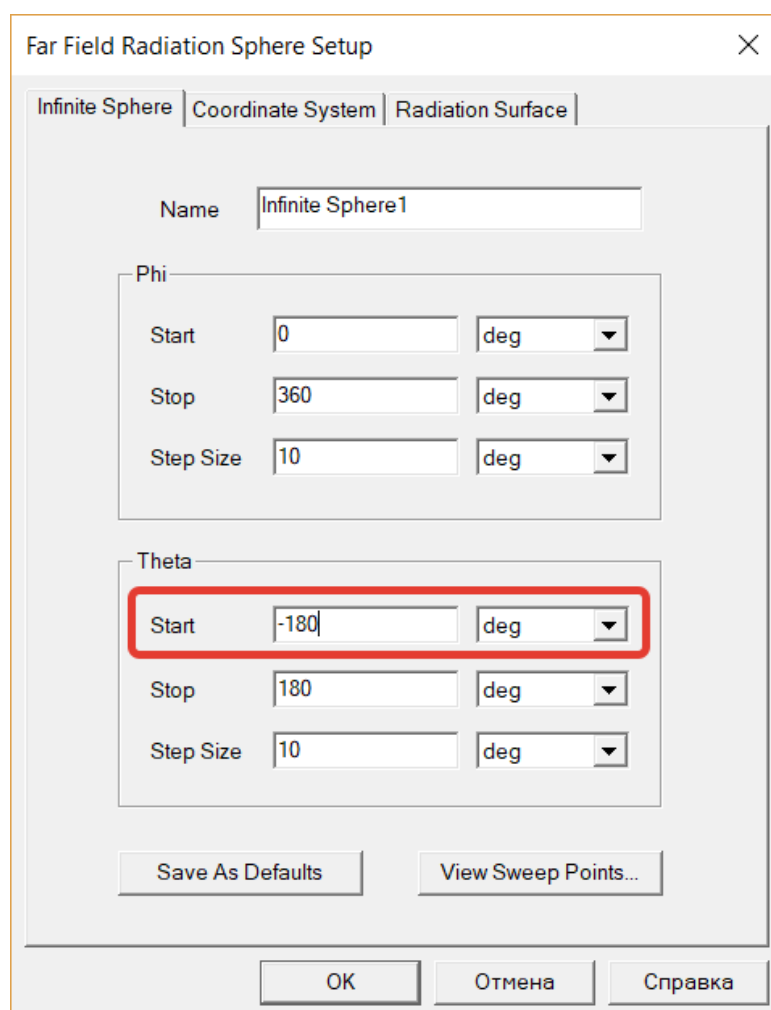 Far Field Radiation Sphere Setup
Infinite Sphere Coordinate System Radiation Surface
Name Infinite Sphere1
Phi
Start 0 deg
Stop 360 deg
Step Size 10 deg
Theta
Start -180 deg
Stop 180 deg
Step Size 10 deg
Save As Defaults View Sweep Points...
OK Отмена Справка